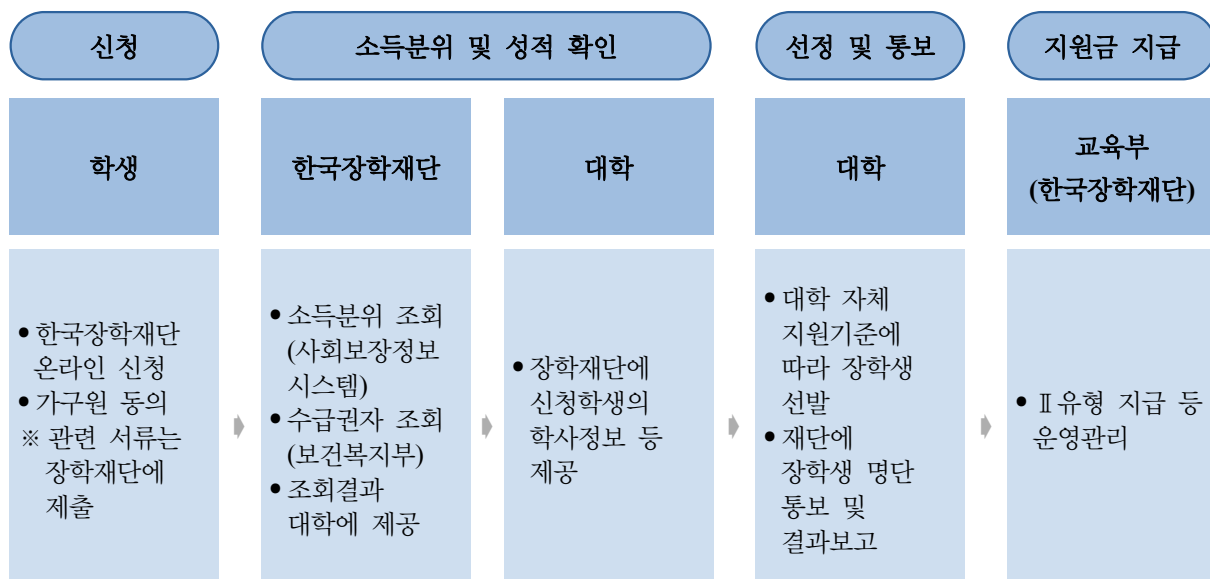 신청
소득분위 및 성적 확인
선정 및 통보
지원금 지급
학생
한국장학재단
대학
대학
교육부
(한국장학재단)
•한국장학재단
온라인 신청
•가구원 동의
※ 관련 서류는
장학재단에
제출
•소득분위 조회
(사회보장정보
시스템)
•수급권자 조회
(보건복지부)
•조회결과
대학에 제공
•장학재단에
신청학생의
학사정보 등
제공
•대학 자체
지원기준에
따라 장학생
선발
•재단에
장학생 명단
통보 및
결과보고
• Ⅱ유형 지급 등
운영관리